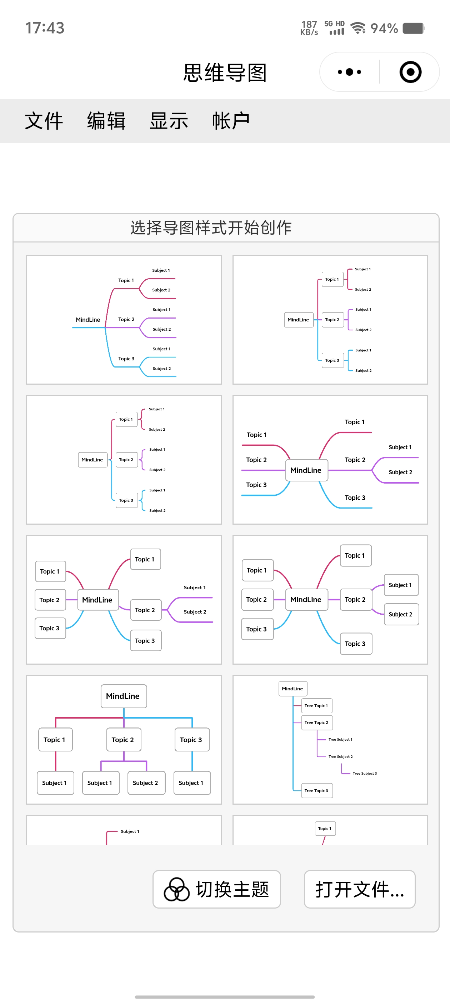 17:43
187 KB/s 5G HD 94%
思维导图
文件 编辑 显示 帐户
选择导图样式开始创作
MindLine
Topic 1
Subject 1
Subject 2
Topic 2
Subject 1
Subject 2
Topic 3
Subject 1
Subject 2
MindLine
Topic 1
Subject 1
Subject 2
Topic 2
Subject 1
Subject 2
Topic 3
Subject 1
Subject 2
MindLine
Topic 1
Subject 1
Subject 2
Topic 2
Subject 1
Subject 2
Topic 3
Subject 1
Subject 2
Topic 1
Topic 2
Topic 3
MindLine
Topic 1
Topic 2
Subject 1
Subject 2
Topic 3
Topic 1
Topic 2
Topic 3
MindLine
Topic 1
Topic 2
Subject 1
Subject 2
Topic 3
Topic 1
Topic 2
Topic 3
MindLine
Topic 1
Topic 2
Subject 1
Subject 2
Topic 3
MindLine
Topic 1 Topic 2 Topic 3
Subject 1 Subject 1 Subject 2 Subject 1
MindLine
Tree Topic 1
Tree Topic 2
Tree Subject 1
Tree Subject 2
Tree Subject 3
Tree Topic 3
Subject 1
Topic 1
切换主题 打开文件...